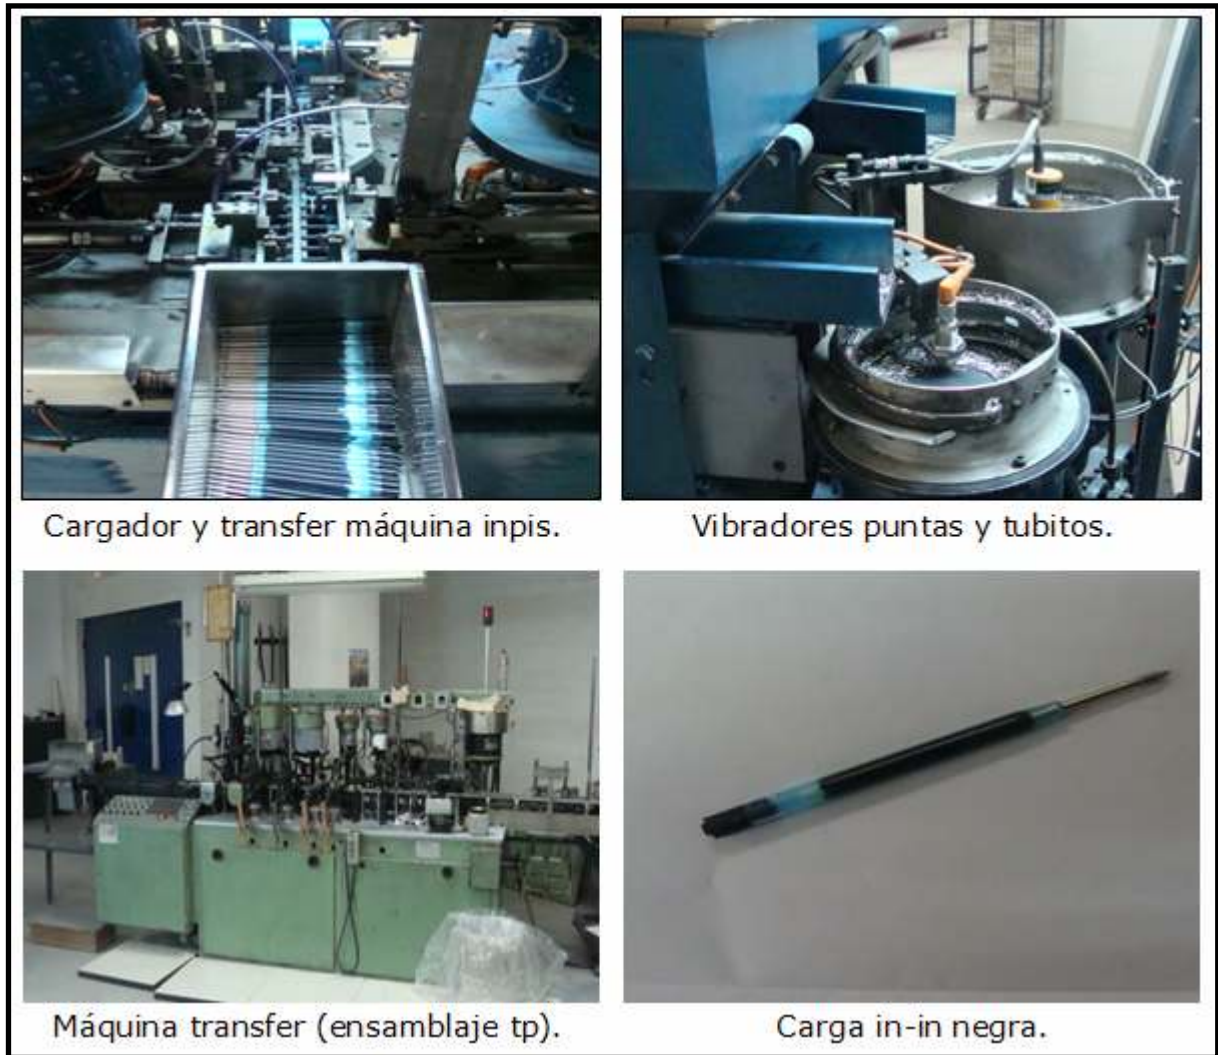 Cargador y transfer máquina inpis.
Vibradores puntas y tubitos.
Máquina transfer (ensamblaje tp).
Carga in-in negra.